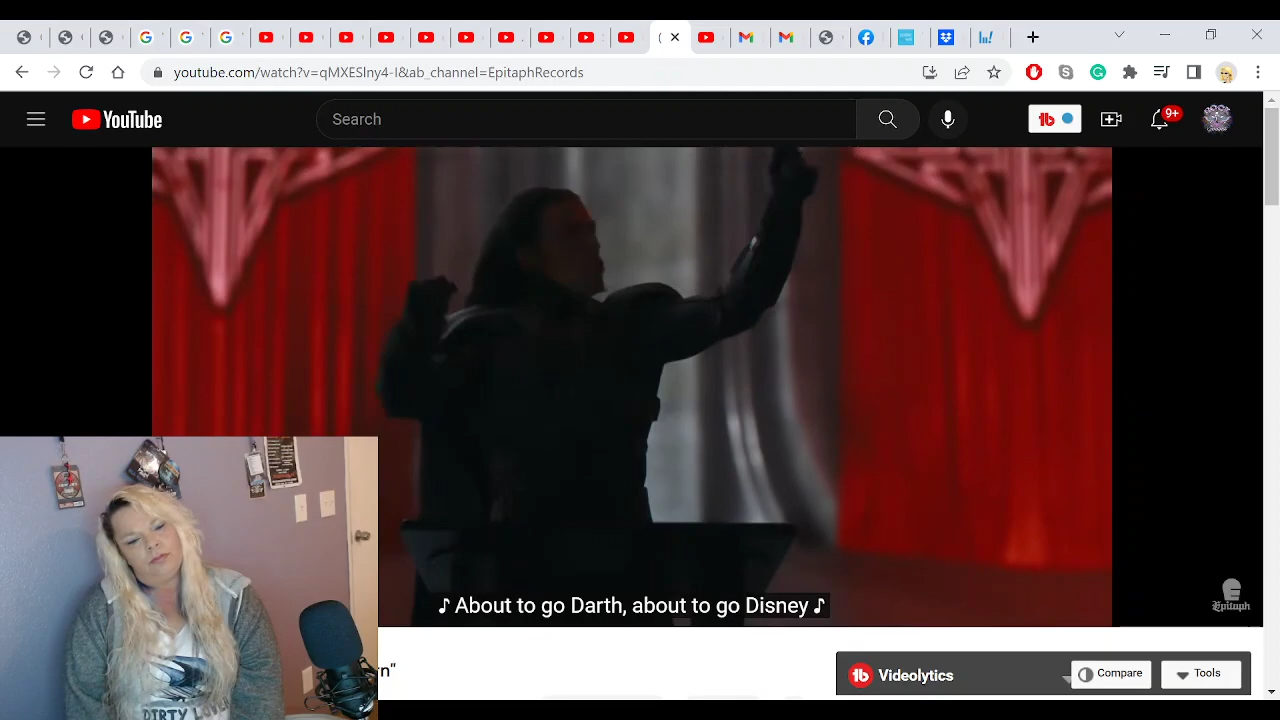 youtube.com/watch?v=qMXESlny4-I&ab_channel=EpitaphRecords
YouTube
Search
9+
♪ About to go Darth, about to go Disney ♪
Epitaph
rn"
Videolytics
Compare
Tools
DIRTY